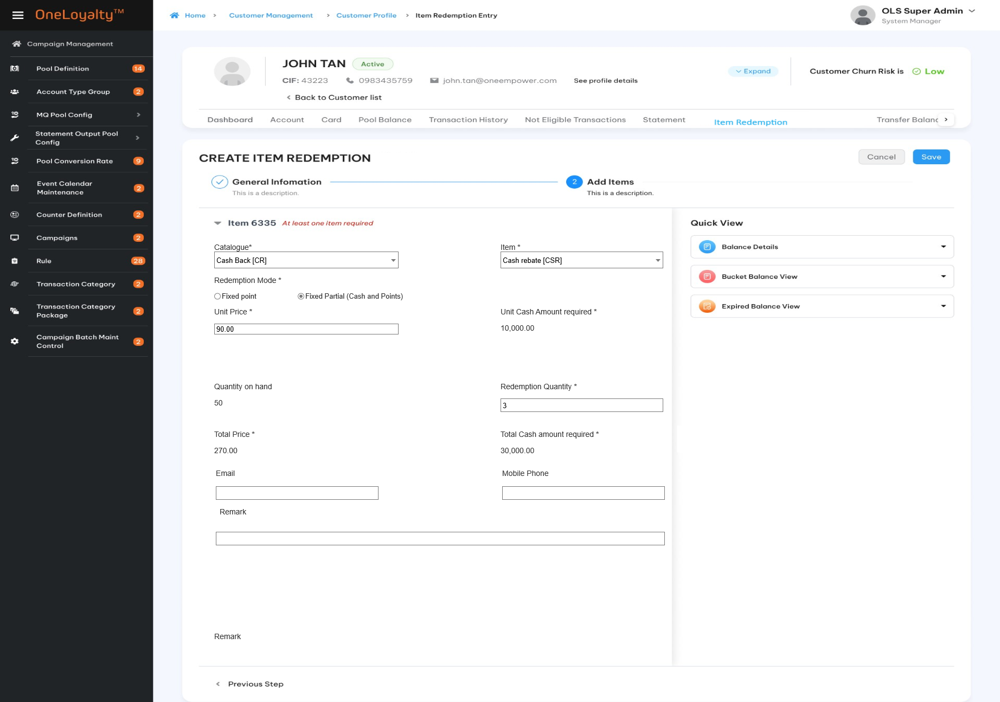 OneLoyalty™
Home > Customer Management > Customer Profile > Item Redemption Entry
OLS Super Admin
System Manager
Campaign Management
Pool Definition 14
Account Type Group 2
MQ Pool Config >
Statement Output Pool
Config >
Pool Conversion Rate 9
Event Calendar
Maintenance 2
Counter Definition 2
Campaigns 2
Rule 28
Transaction Category 2
Transaction Category
Package 2
Campaign Batch Maint
Control 2
JOHN TAN Active
CIF: 43223 0983435759 john.tan@oneempower.com See profile details
< Back to Customer list
Expand
Customer Churn Risk is Low
Dashboard Account Card Pool Balance Transaction History Not Eligible Transactions Statement Item Redemption Transfer Balanc >
CREATE ITEM REDEMPTION
Cancel Save
General Infomation
This is a description.
2 Add Items
This is a description.
Item 6335 At least one item required
Catalogue* Item *
Cash Back [CR] Cash rebate [CSR]
Redemption Mode *
Fixed point Fixed Partial (Cash and Points)
Unit Price * Unit Cash Amount required *
90.00 10,000.00
Quantity on hand Redemption Quantity *
50 3
Total Price * Total Cash amount required *
270.00 30,000.00
Email Mobile Phone
Remark
Remark
< Previous Step
Quick View
Balance Details
Bucket Balance View
Expired Balance View